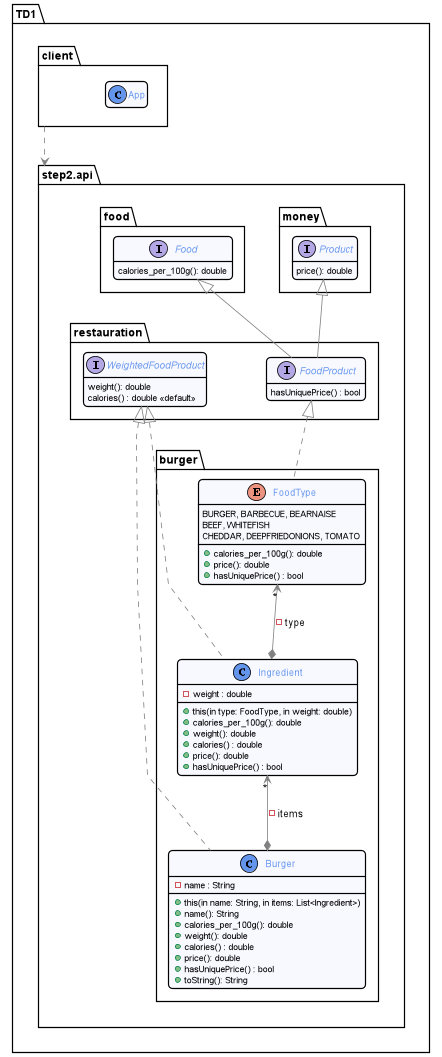 TD1
client
C App
step2.api
food
I Food
calories_per_100g(): double
money
I Product
price(): double
restauration
I WeightedFoodProduct
weight(): double
calories() : double «default»
I FoodProduct
hasUniquePrice() : bool
burger
E FoodType
BURGER, BARBECUE, BEARNAISE
BEEF, WHITEFISH
CHEDDAR, DEEPFRIEDONIONS, TOMATO
calories_per_100g(): double
price(): double
hasUniquePrice() : bool
type
C Ingredient
weight : double
this(in type: FoodType, in weight: double)
calories_per_100g(): double
weight(): double
calories() : double
price(): double
hasUniquePrice() : bool
items
C Burger
name : String
this(in name: String, in items: List<Ingredient>)
name(): String
calories_per_100g(): double
weight(): double
calories() : double
price(): double
hasUniquePrice() : bool
toString(): String